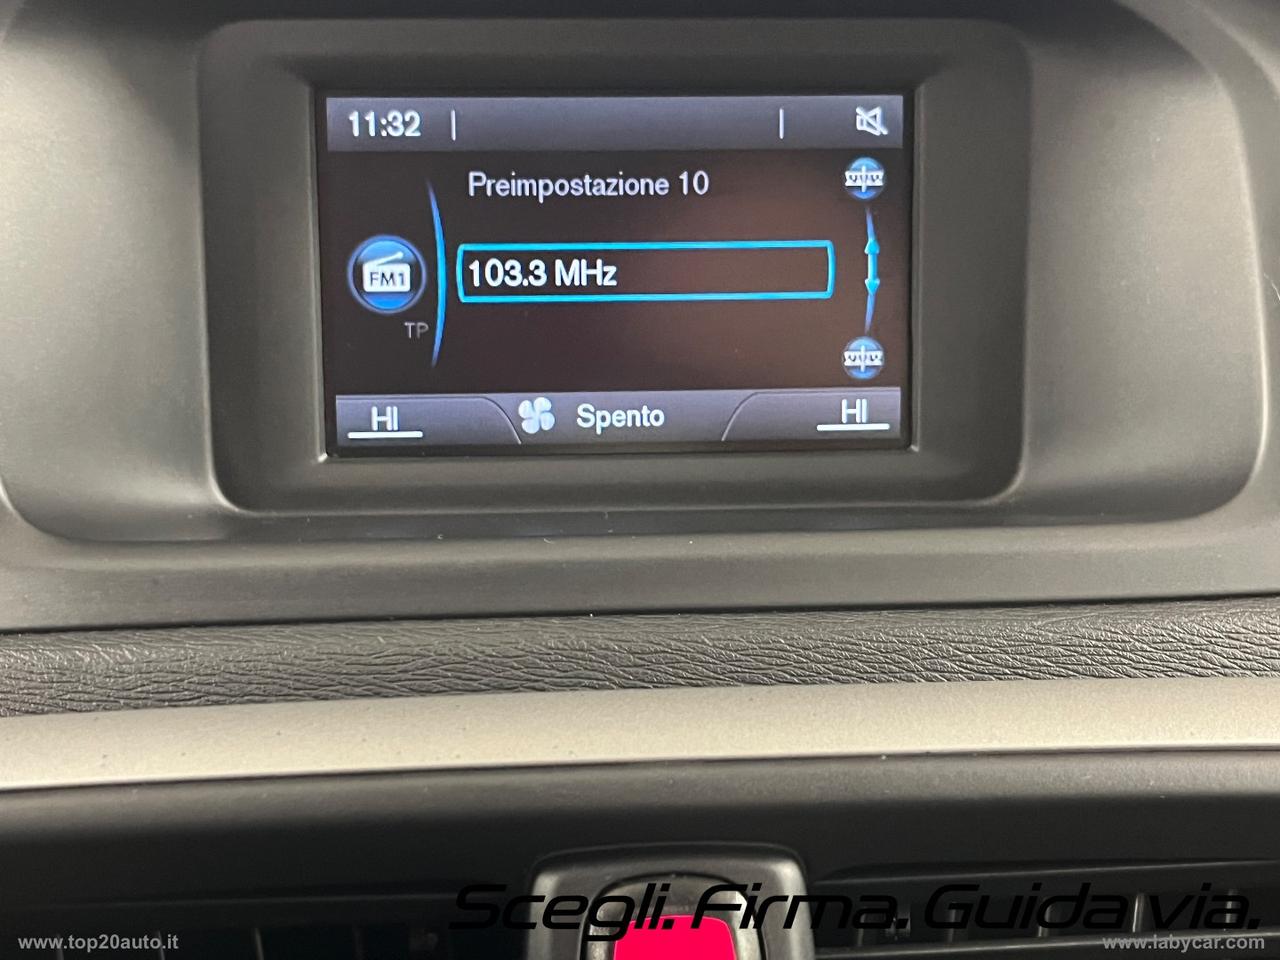 11:32
Preimpostazione 10
FM1
103.3 MHz
TP
HI Spento HI
Scegli. Firma. Guida via.
www.top20auto.it
www.labycar.com